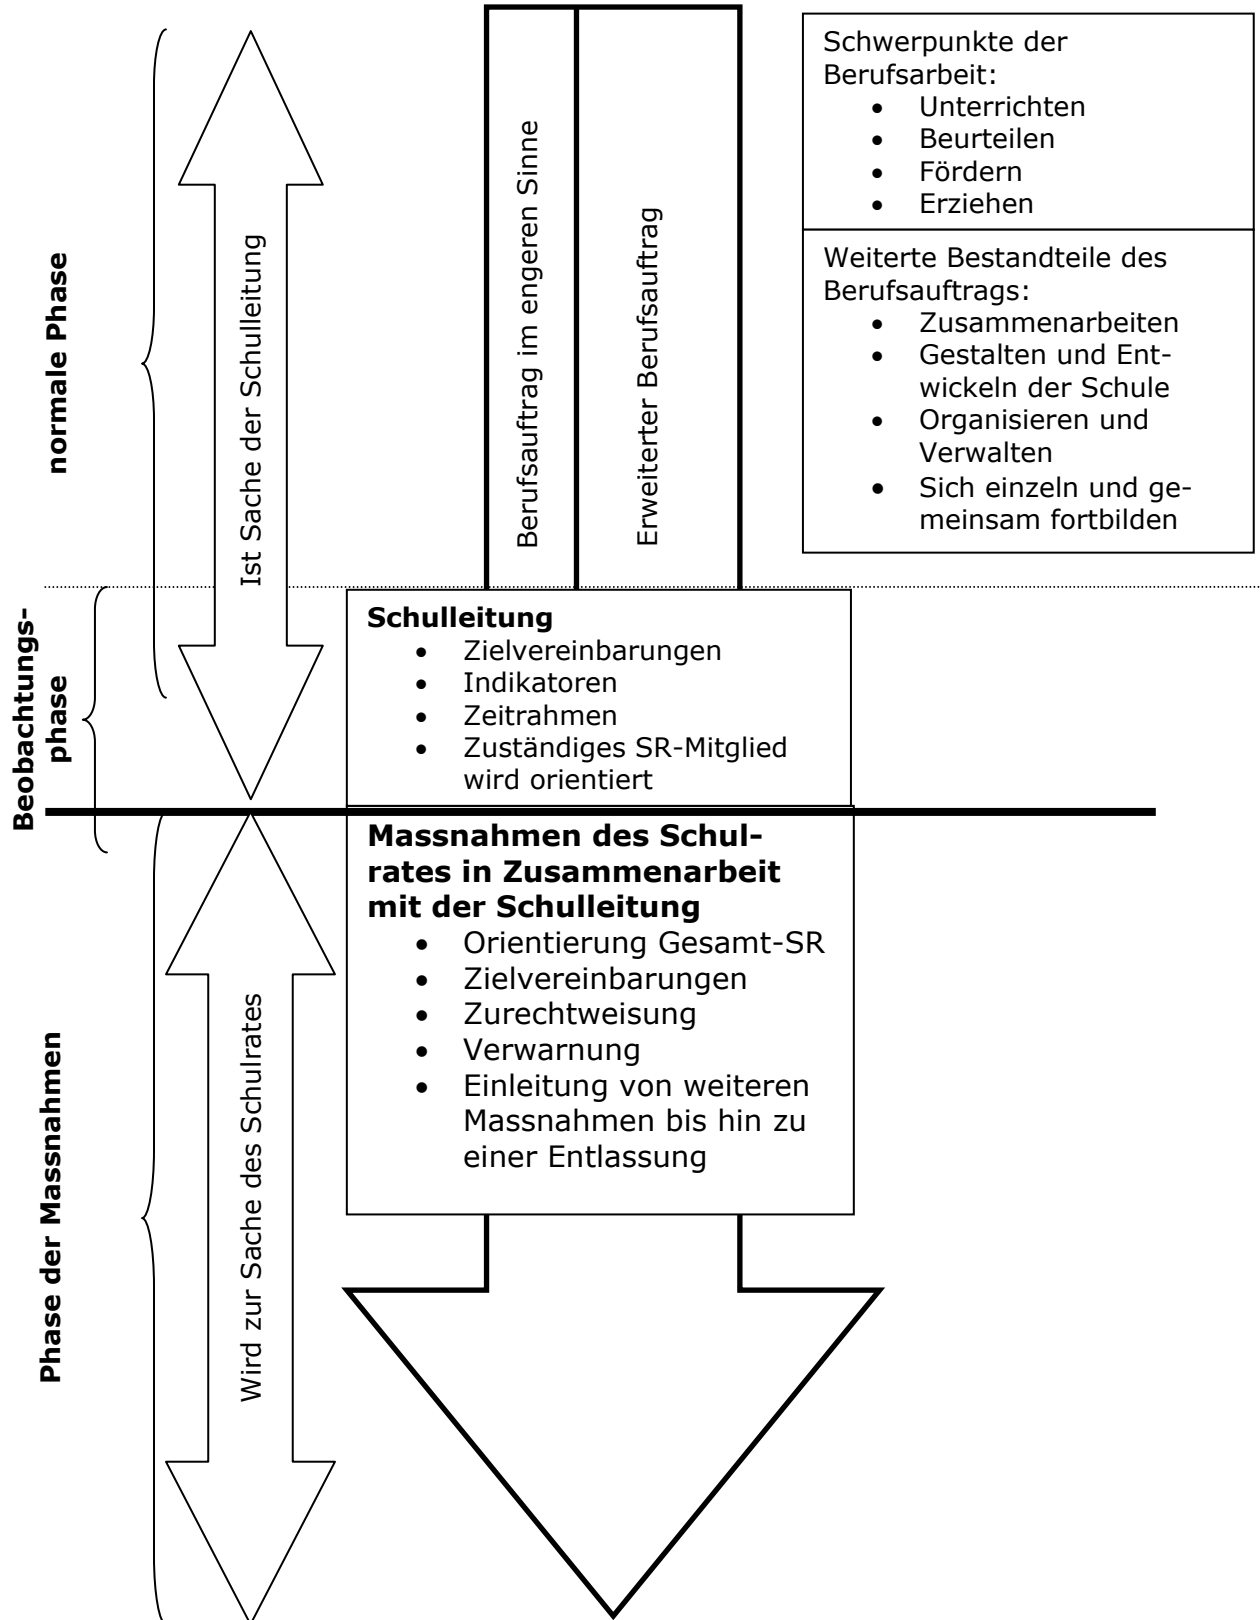 normale Phase
Ist Sache der Schulleitung
Berufsauftrag im engeren Sinne
Erweiterter Berufsauftrag
Schwerpunkte der
Berufsarbeit:
• Unterrichten
• Beurteilen
• Fördern
• Erziehen
Weiterte Bestandteile des
Berufsauftrags:
• Zusammenarbeiten
• Gestalten und Ent-
wickeln der Schule
• Organisieren und
Verwalten
• Sich einzeln und ge-
meinsam fortbilden
Beobachtungs-
phase
Schulleitung
• Zielvereinbarungen
• Indikatoren
• Zeitrahmen
• Zuständiges SR-Mitglied
wird orientiert
Phase der Massnahmen
Wird zur Sache des Schulrates
Massnahmen des Schul-
rates in Zusammenarbeit
mit der Schulleitung
• Orientierung Gesamt-SR
• Zielvereinbarungen
• Zurechtweisung
• Verwarnung
• Einleitung von weiteren
Massnahmen bis hin zu
einer Entlassung